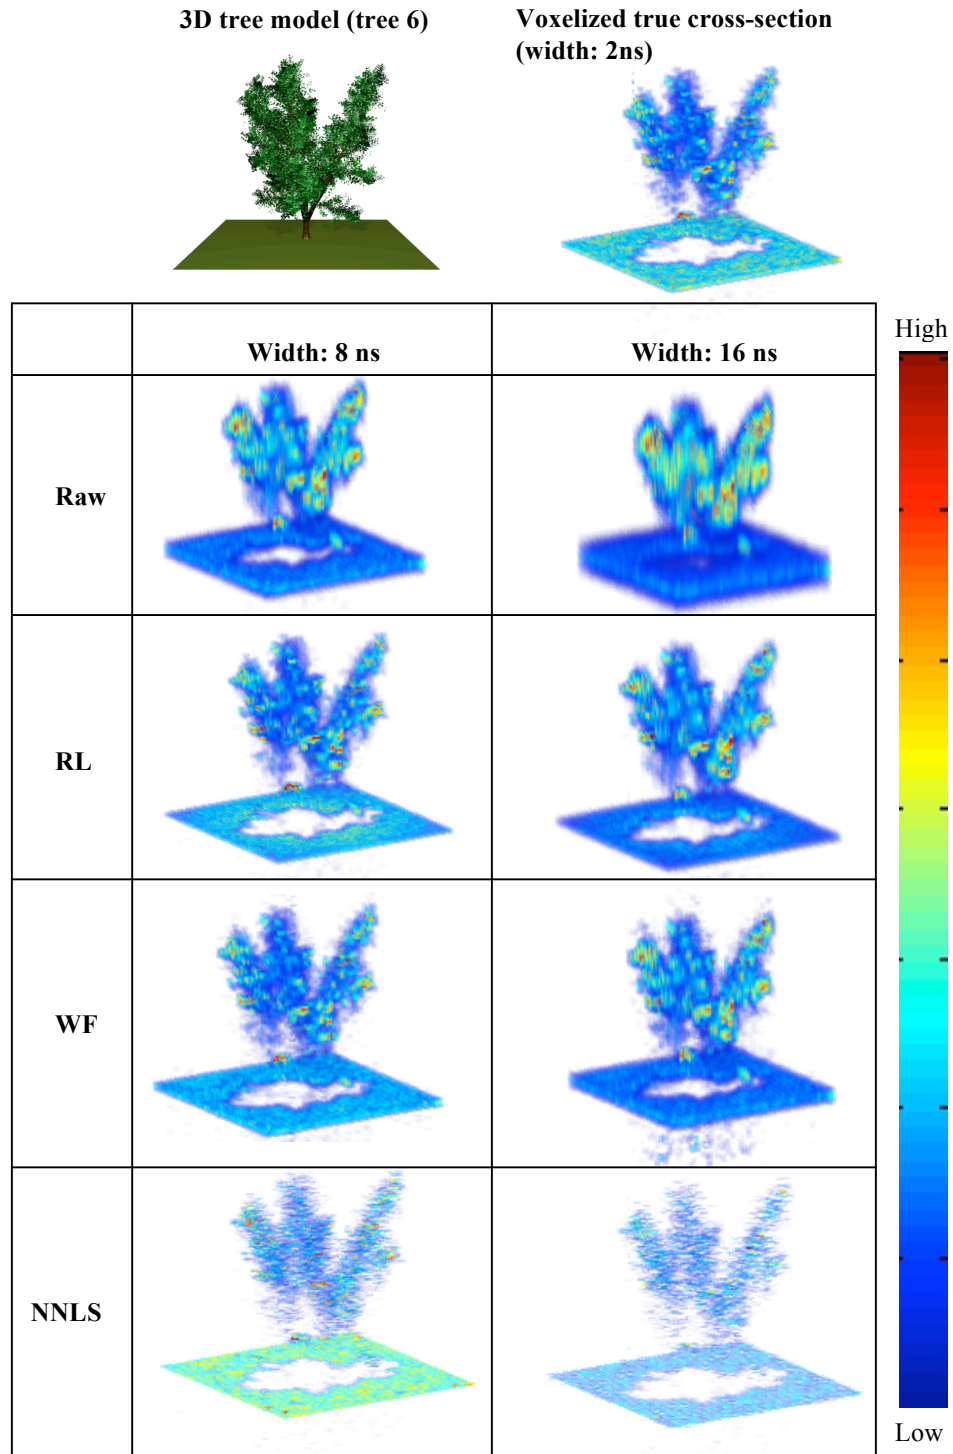 3D tree model (tree 6)
Voxelized true cross-section
(width: 2ns)
High
Width: 8 ns
Width: 16 ns
Raw
RL
WF
NNLS
Low